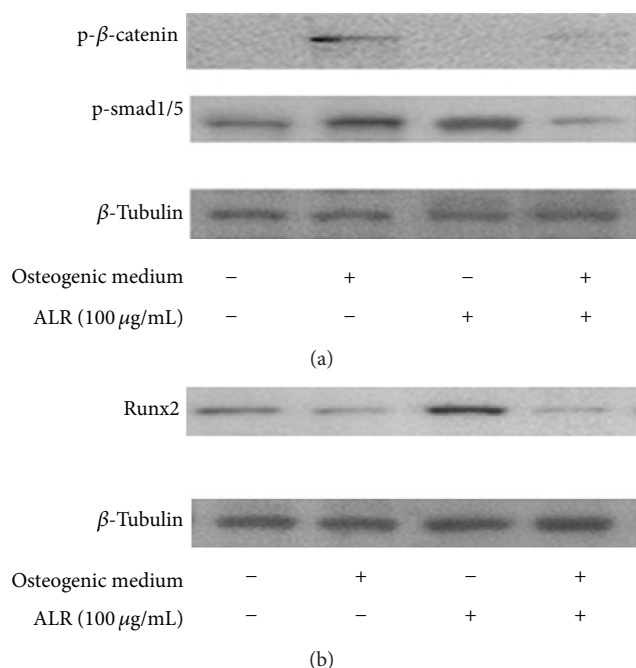 p-β-catenin
p-smad1/5
β-Tubulin
Osteogenic medium − + − +
ALR (100 μg/mL) − − + +
(a)
Runx2
β-Tubulin
Osteogenic medium − + − +
ALR (100 μg/mL) − − + +
(b)